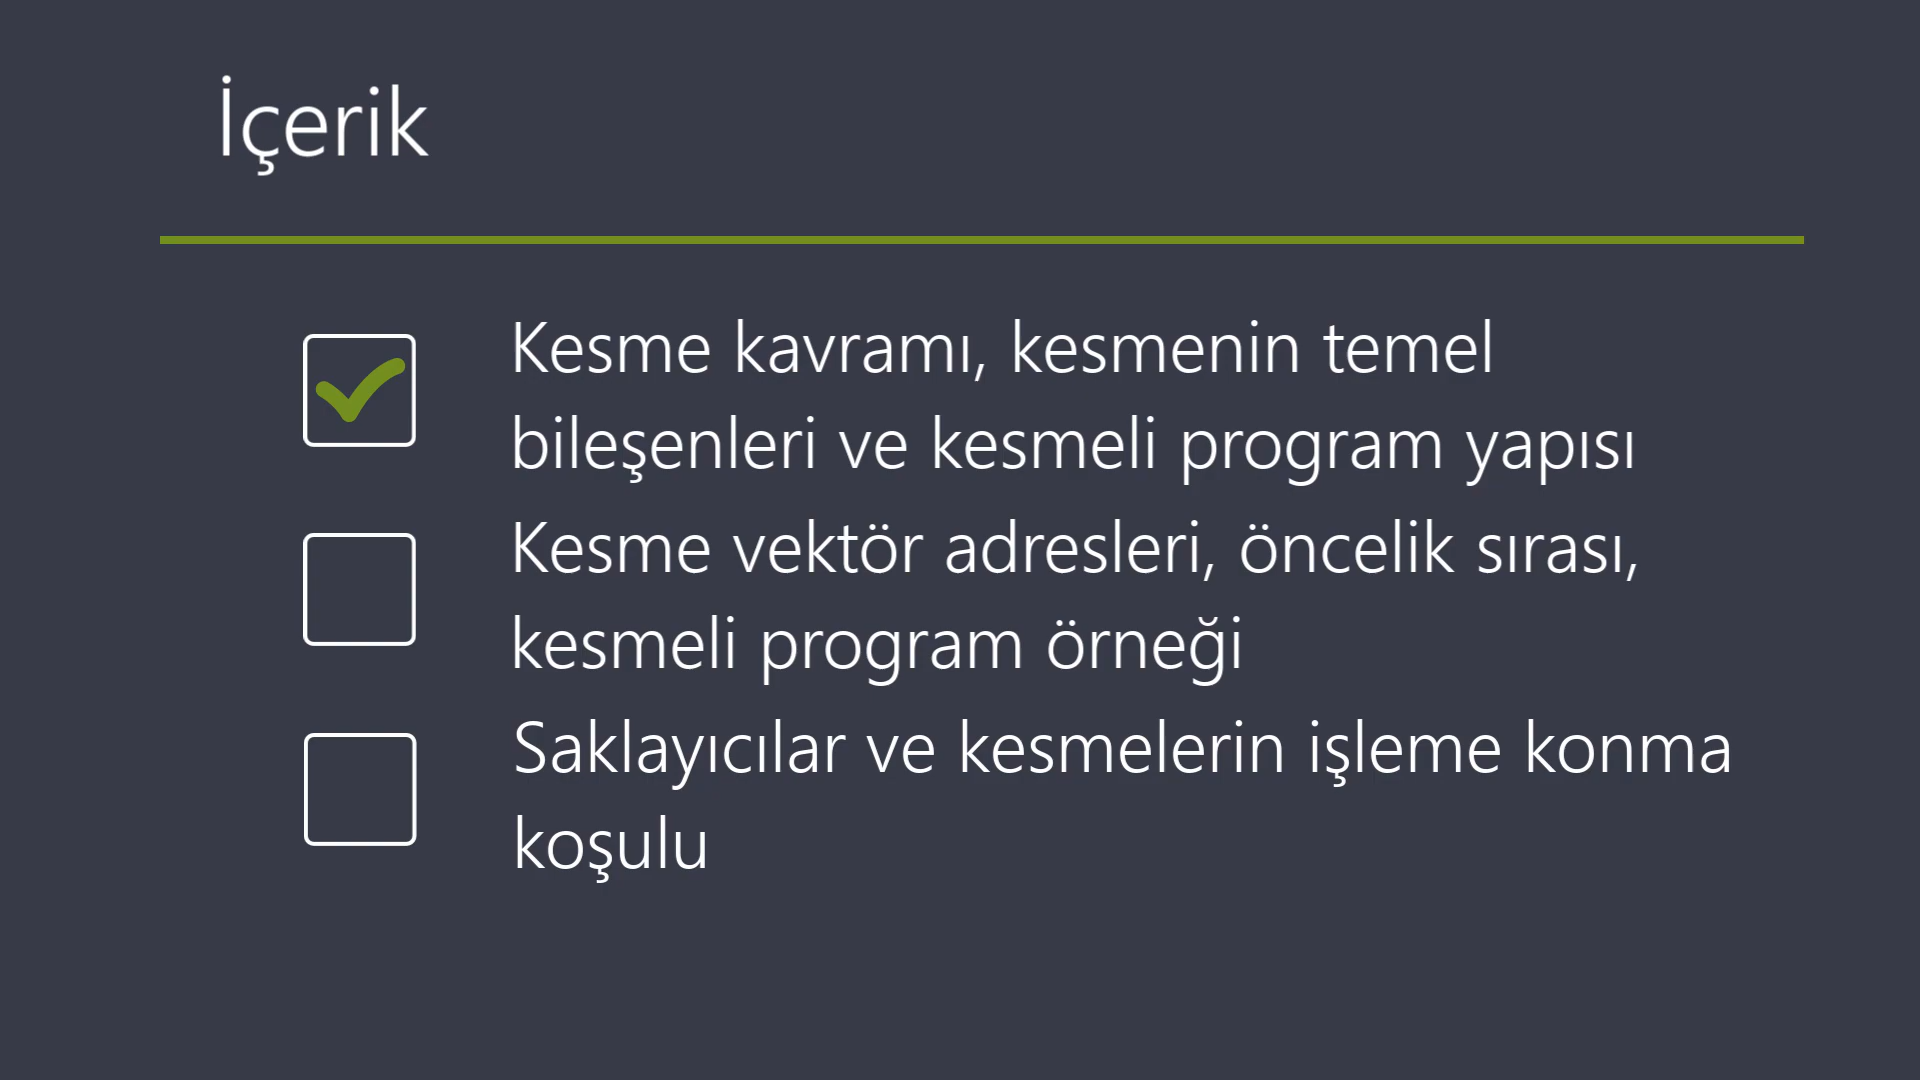 İçerik
Kesme kavramı, kesmenin temel
bileşenleri ve kesmeli program yapısı
Kesme vektör adresleri, öncelik sırası,
kesmeli program örneği
Saklayıcılar ve kesmelerin işleme konma
koşulu